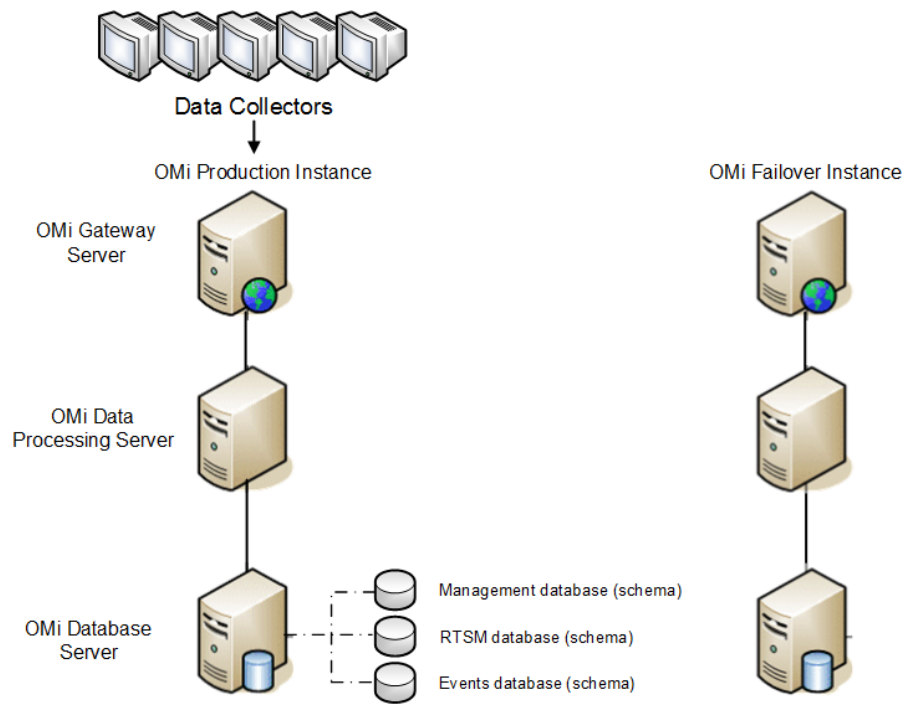 Data Collectors
OMi Production Instance
OMi Failover Instance
OMi Gateway
Server
OMi Data
Processing Server
OMi Database
Server
Management database (schema)
RTSM database (schema)
Events database (schema)